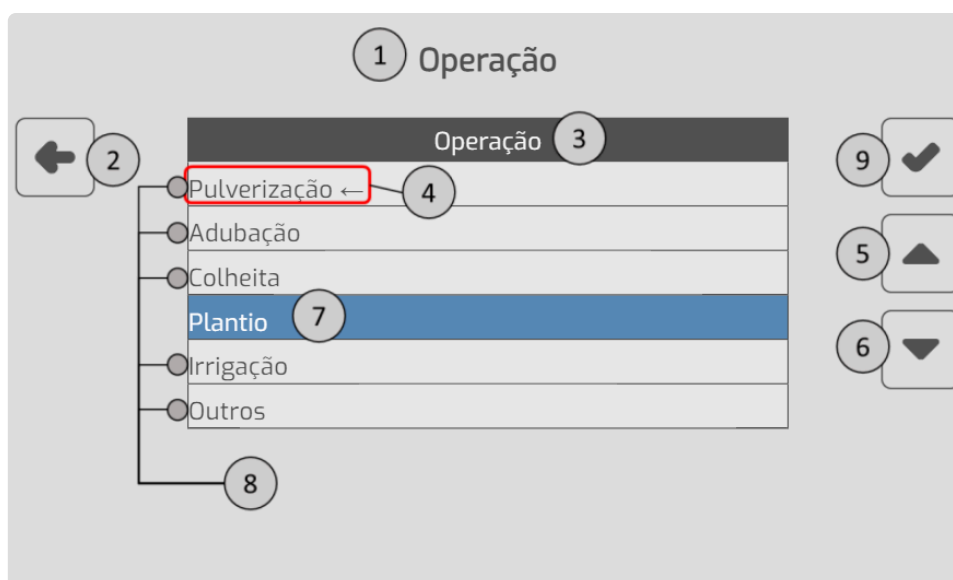 1 Operação
2
Operação 3
9
Pulverização ← 4
Adubação
5
Colheita
Plantio 7
6
Irrigação
Outros
8